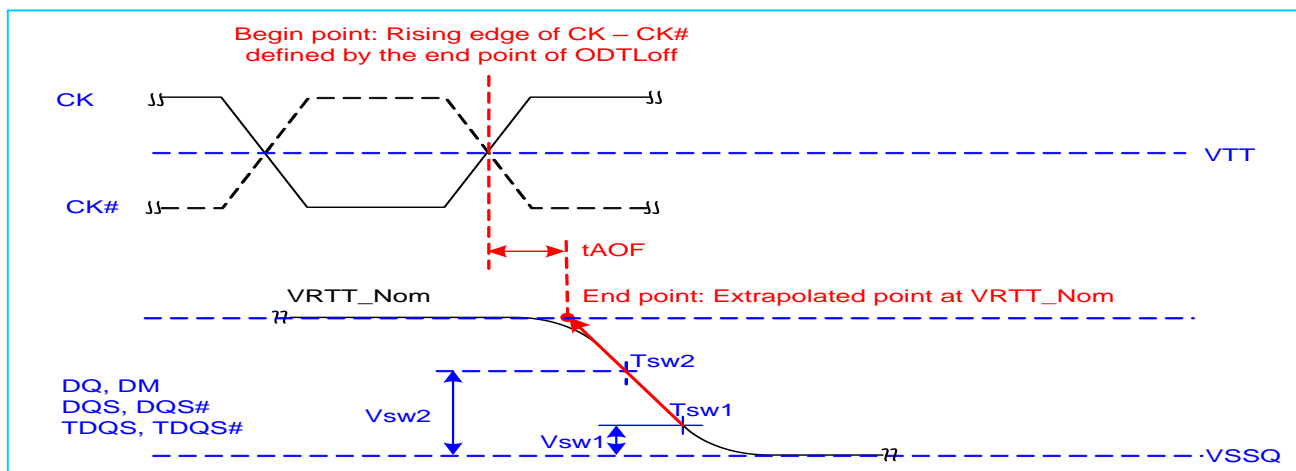 Begin point: Rising edge of CK – CK#
defined by the end point of ODTLoff
CK
VTT
CK#
tAOF
VRTT_Nom
End point: Extrapolated point at VRTT_Nom
Tsw2
DQ, DM
DQS, DQS#
TDQS, TDQS#
Vsw2
Tsw1
Vsw1
VSSQ